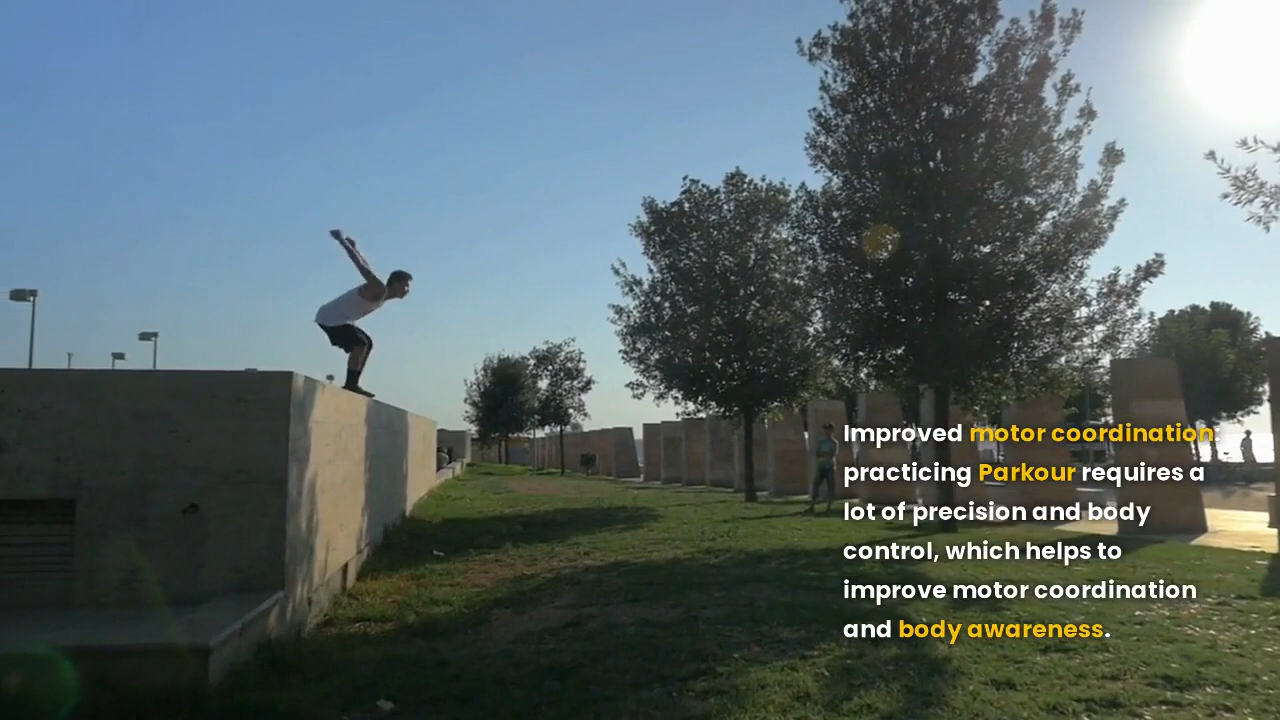 Improved motor coordination:
practicing Parkour requires a
lot of precision and body
control, which helps to
improve motor coordination
and body awareness.